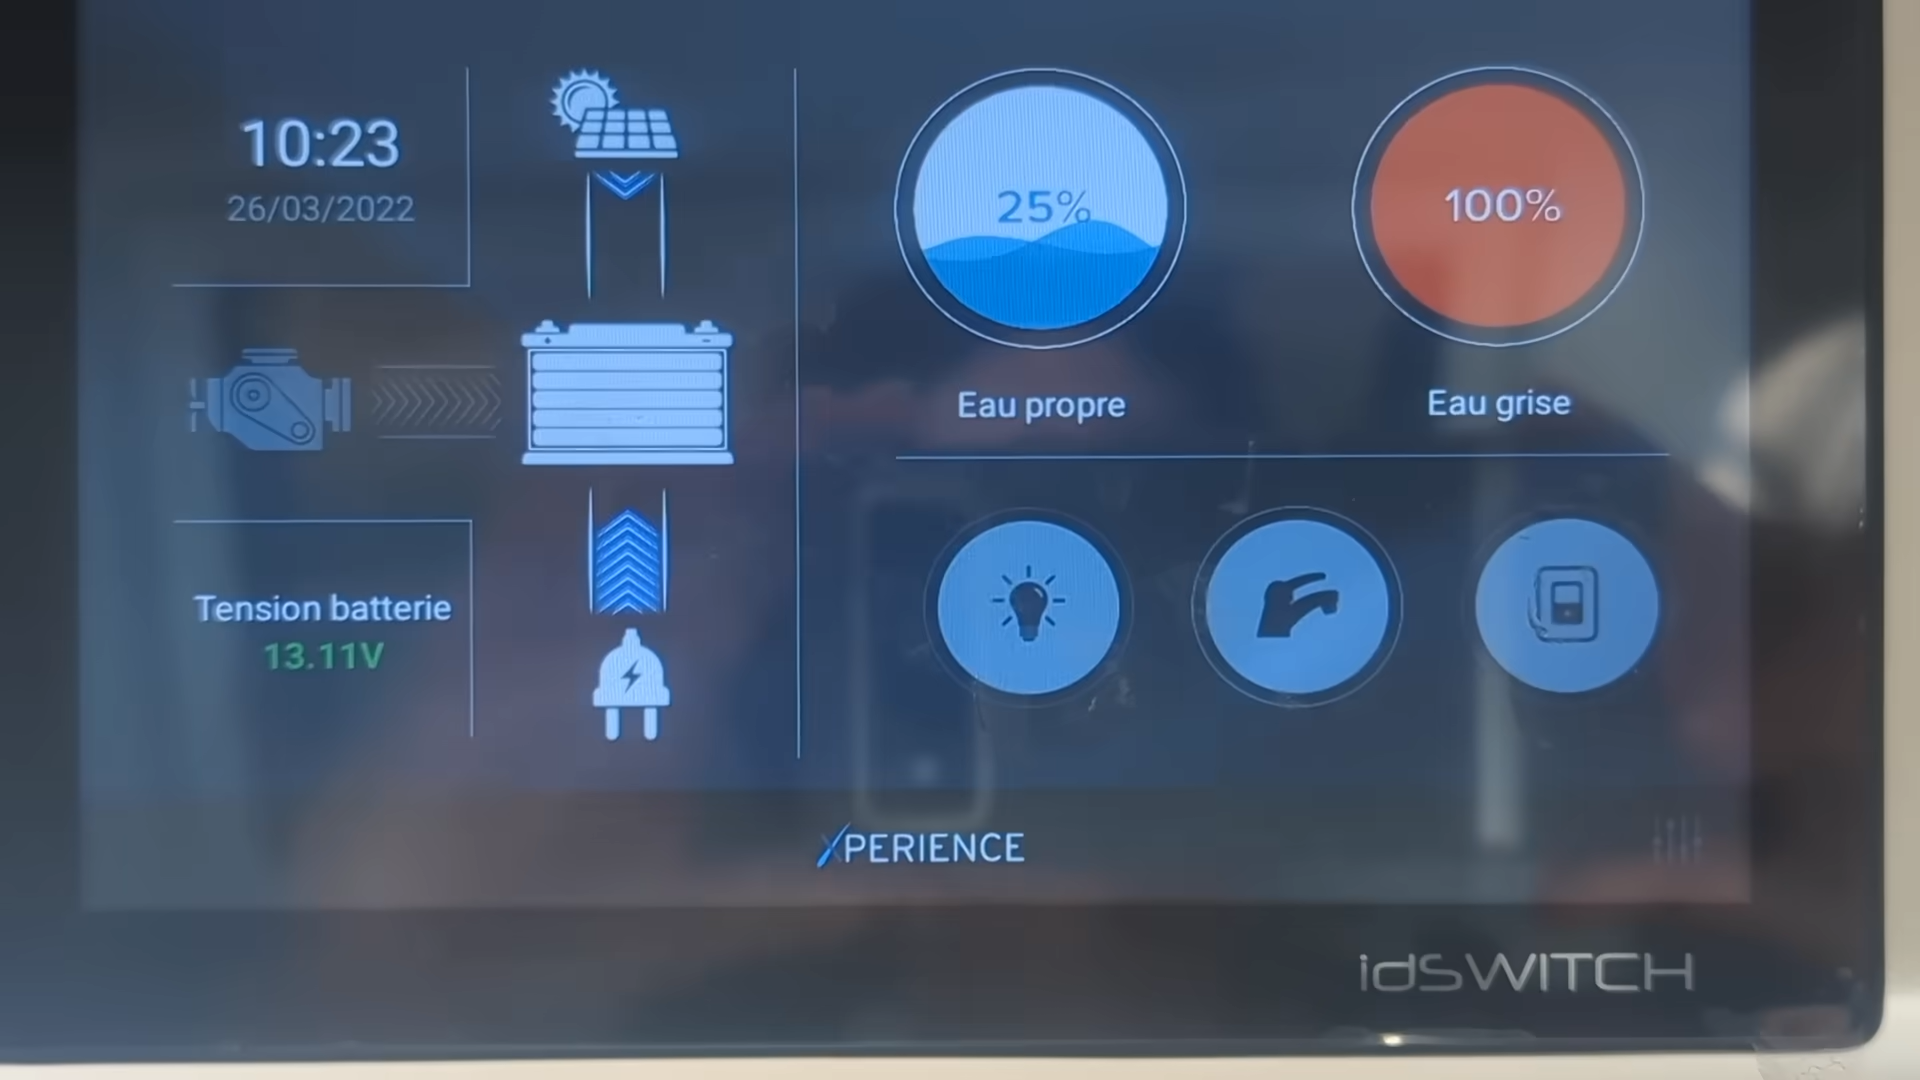 10:23
26/03/2022
25%
100%
Eau propre
Eau grise
Tension batterie
13.11V
XPERIENCE
idSWITCH